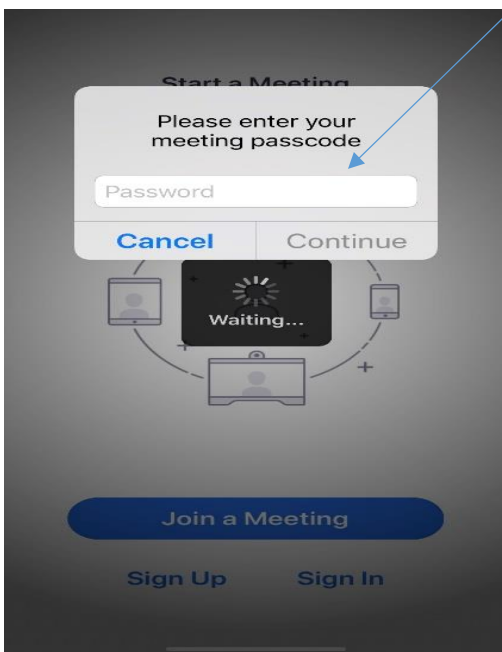 Start a Meeting
Please enter your
meeting passcode
Password
Cancel Continue
Waiting...
Join a Meeting
Sign Up Sign In